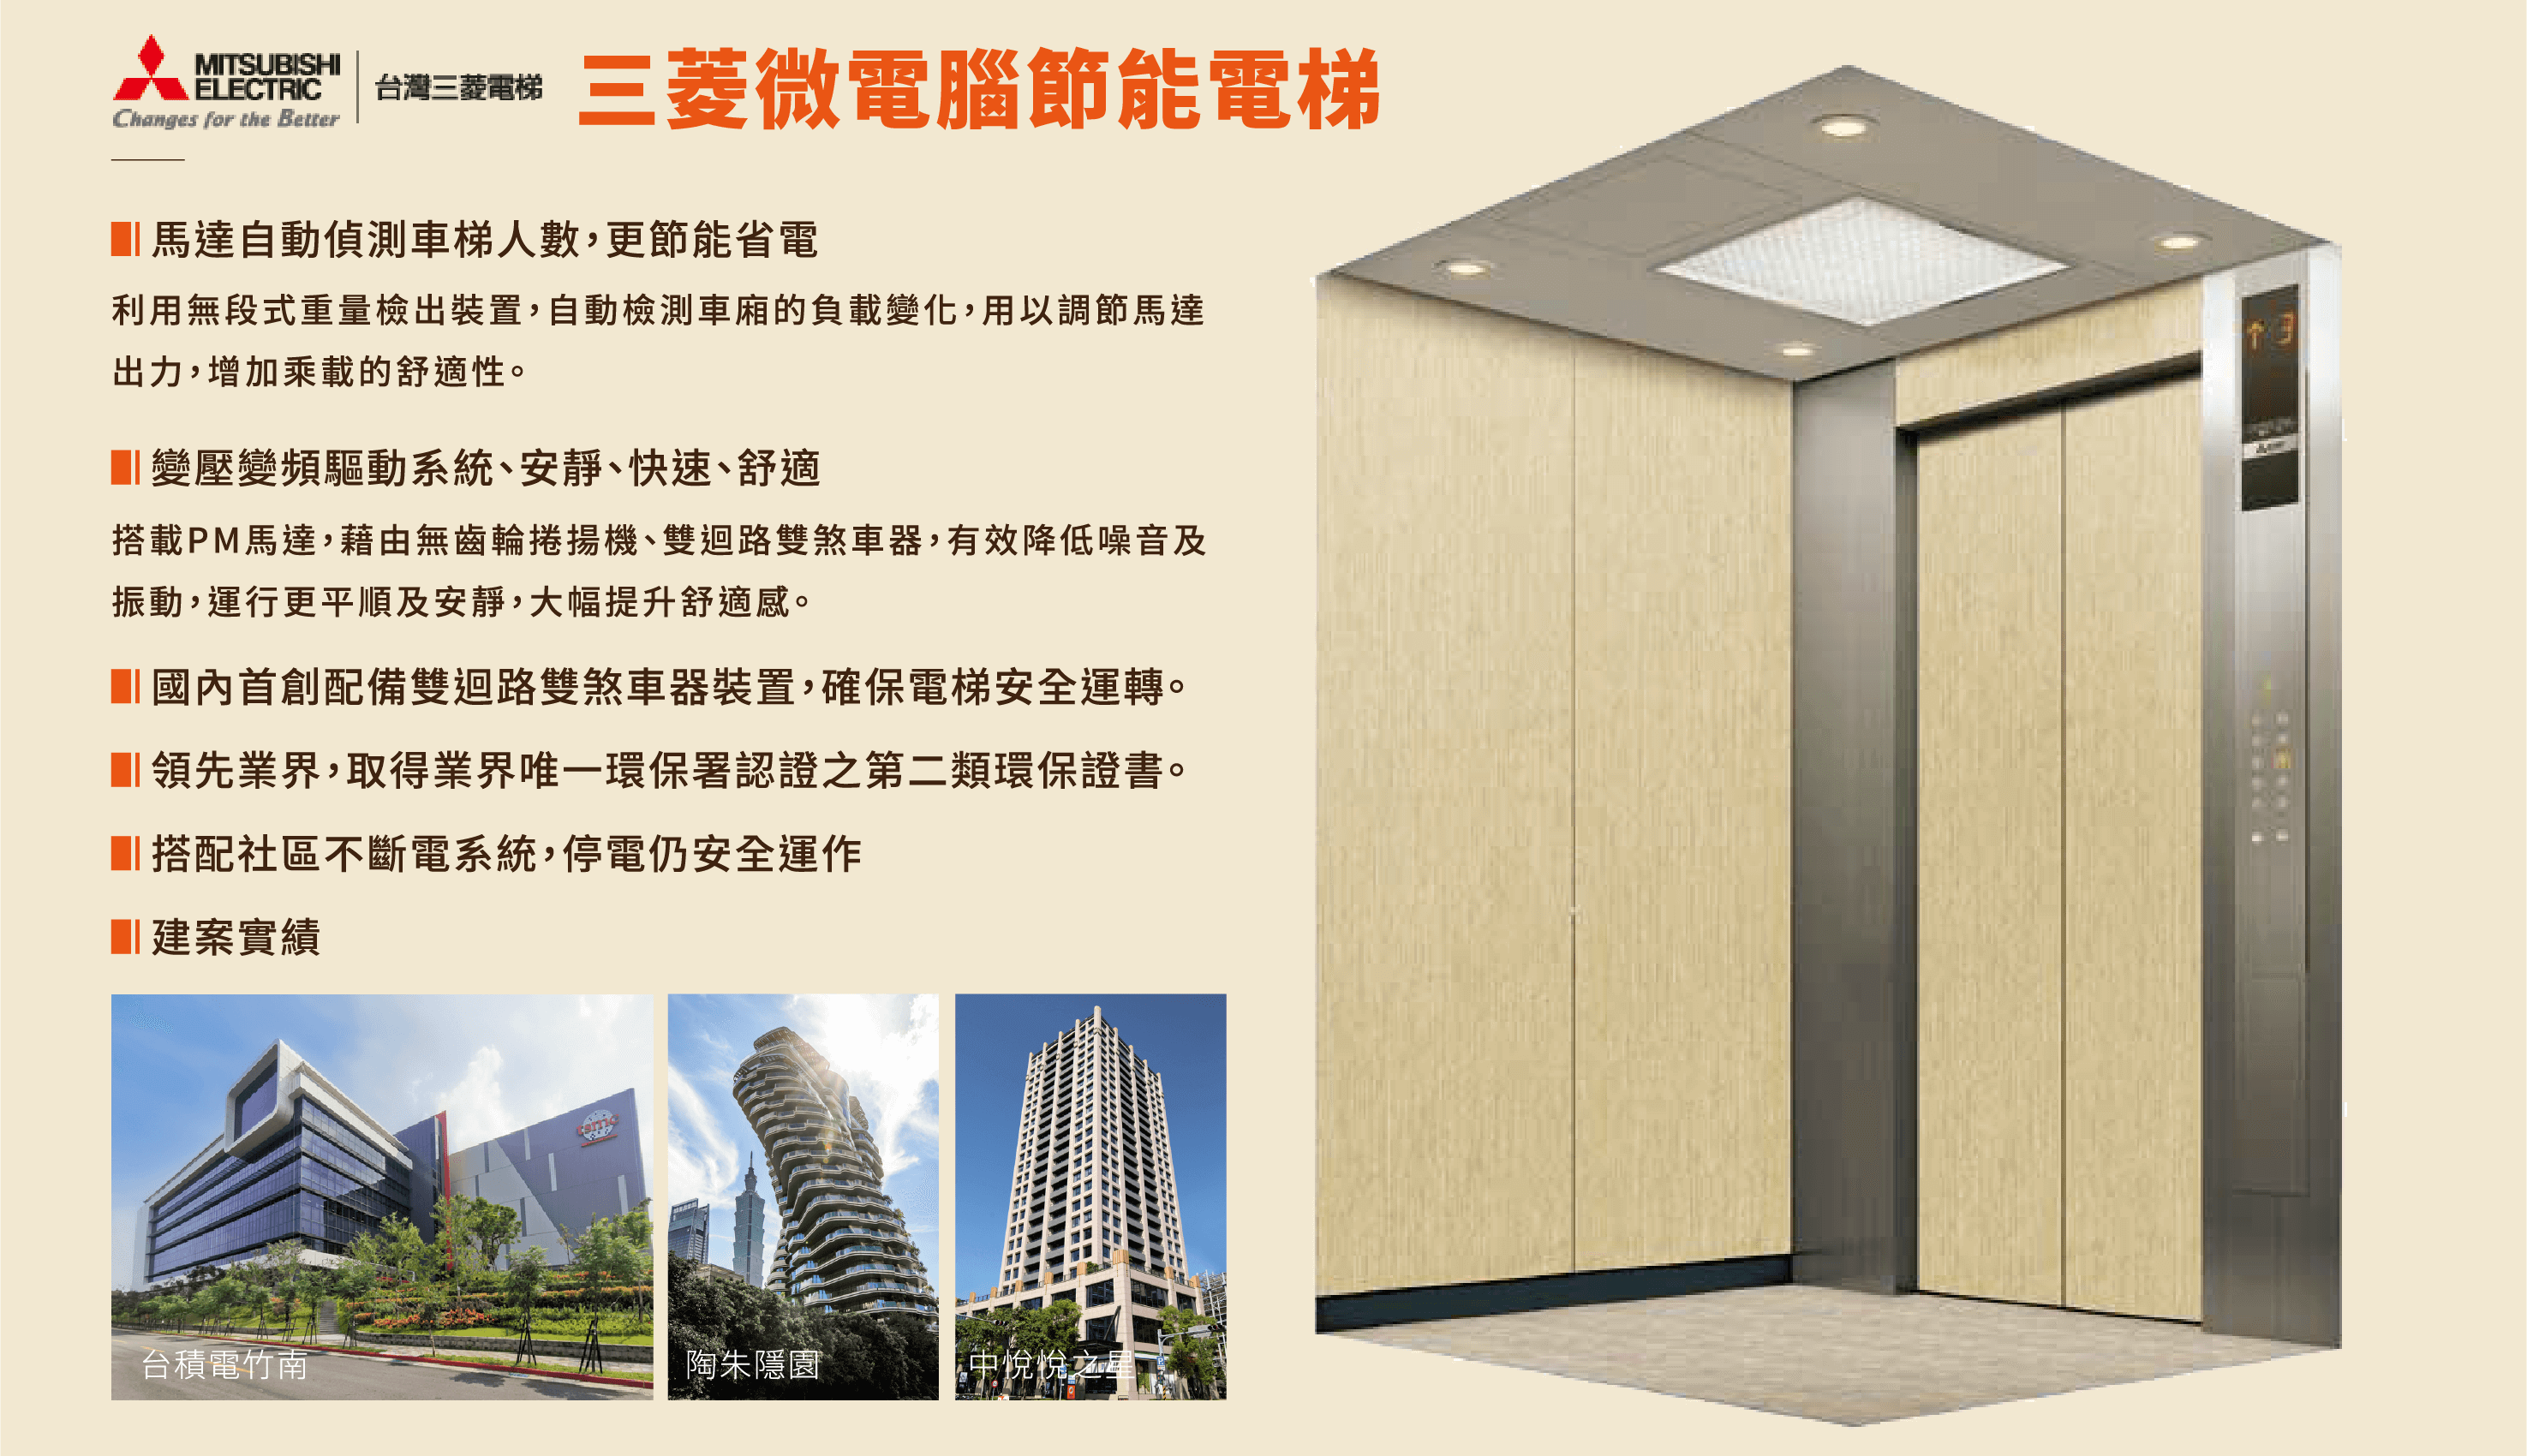 MITSUBISHI
ELECTRIC
Changes for the Better
台灣三菱電梯
三菱微電腦節能電梯
馬達自動偵測車梯人數，更節能省電
利用無段式重量檢出裝置，自動檢測車廂的負載變化，用以調節馬達
出力，增加乘載的舒適性。
變壓變頻驅動系統、安靜、快速、舒適
搭載PM馬達，藉由無齒輪捲揚機、雙迴路雙煞車器，有效降低噪音及
振動，運行更平順及安靜，大幅提升舒適感。
國內首創配備雙迴路雙煞車器裝置，確保電梯安全運轉。
領先業界，取得業界唯一環保署認證之第二類環保證書。
搭配社區不斷電系統，停電仍安全運作
建案實績
tsmc
台積電竹南
陶朱隱園
中悅悅之星
3